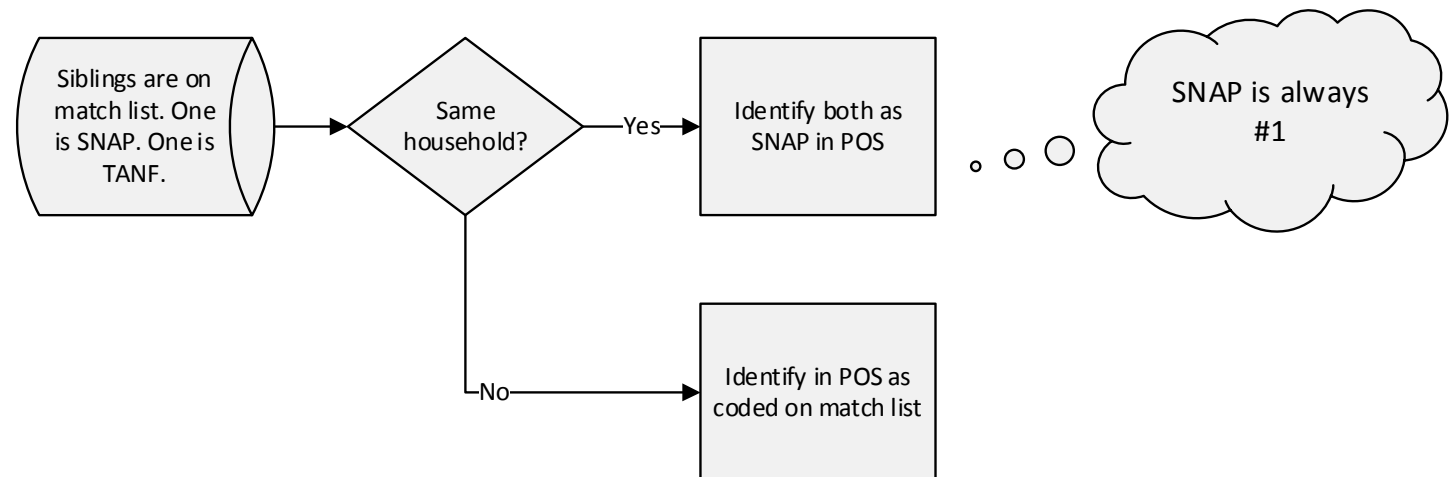 Siblings are on
match list. One
is SNAP. One is
TANF.
Same
household?
Yes
Identify both as
SNAP in POS
SNAP is always
#1
No
Identify in POS as
coded on match list